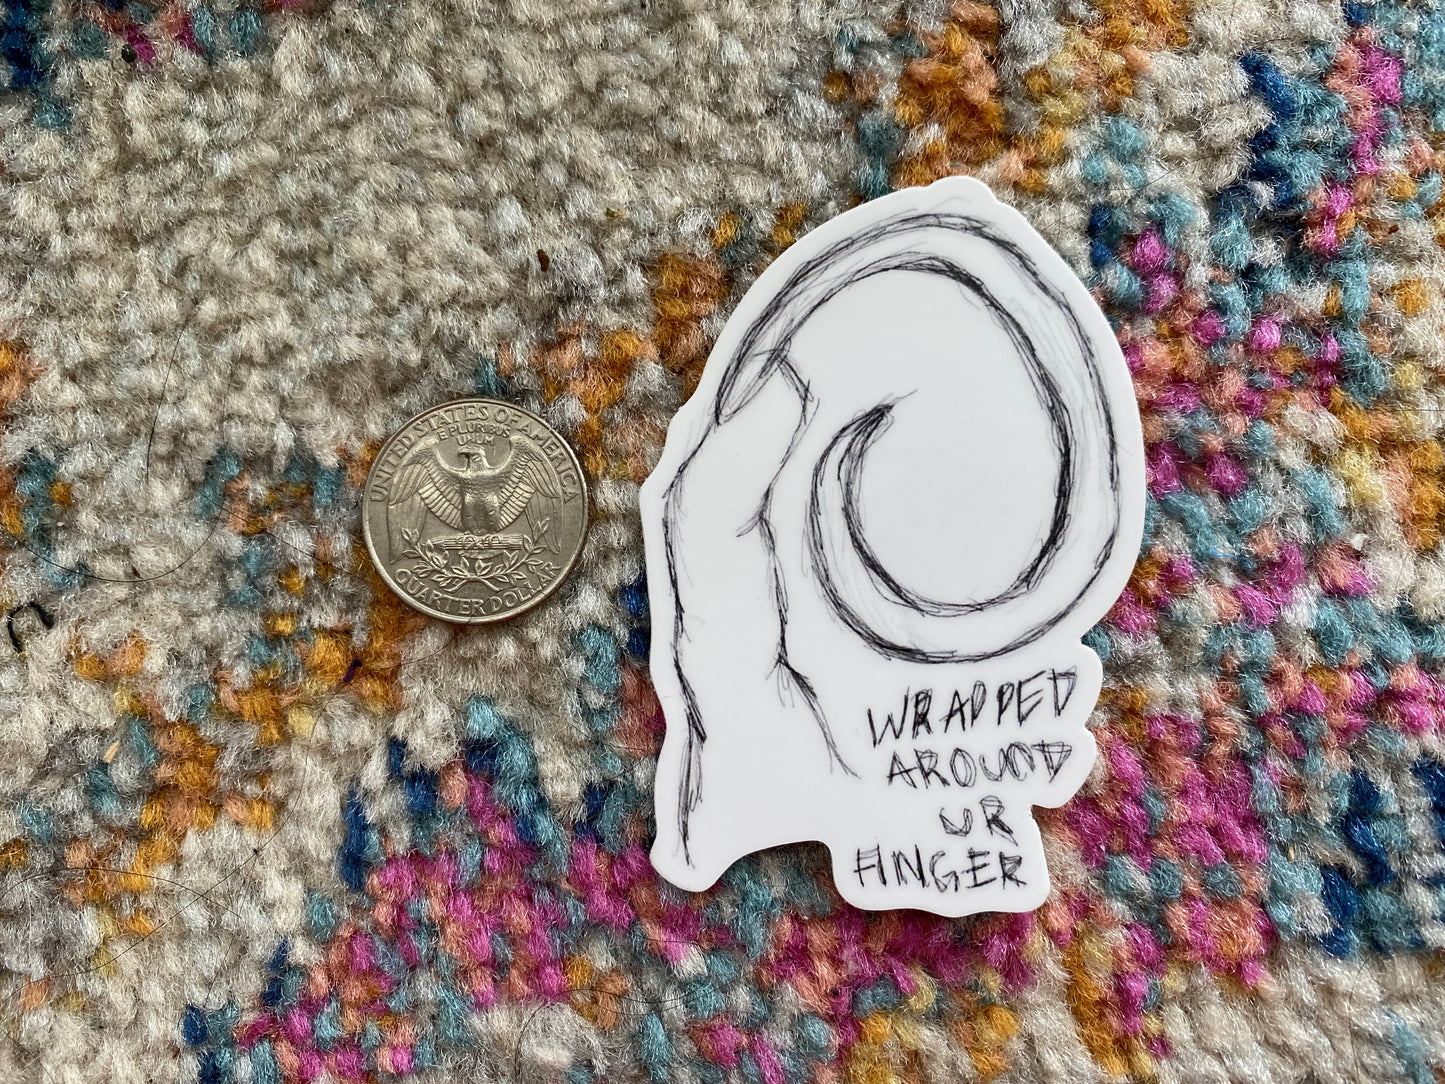 UNITED STATES OF AMERICA
E PLURIBUS
UNUM
QUARTER DOLLAR
WRAPPED
AROUND
UR
FINGER